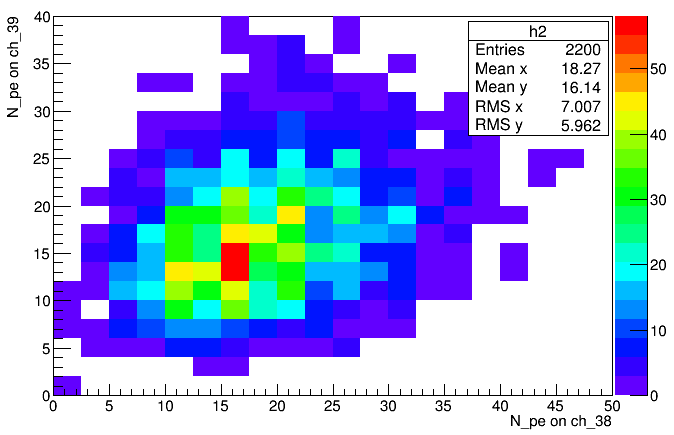 N_pe on ch_39
h2
Entries 2200
Mean x 18.27
Mean y 16.14
RMS x 7.007
RMS y 5.962
40
35
30
25
20
15
10
5
0
0 5 10 15 20 25 30 35 40 45 50
N_pe on ch_38
50
40
30
20
10
0